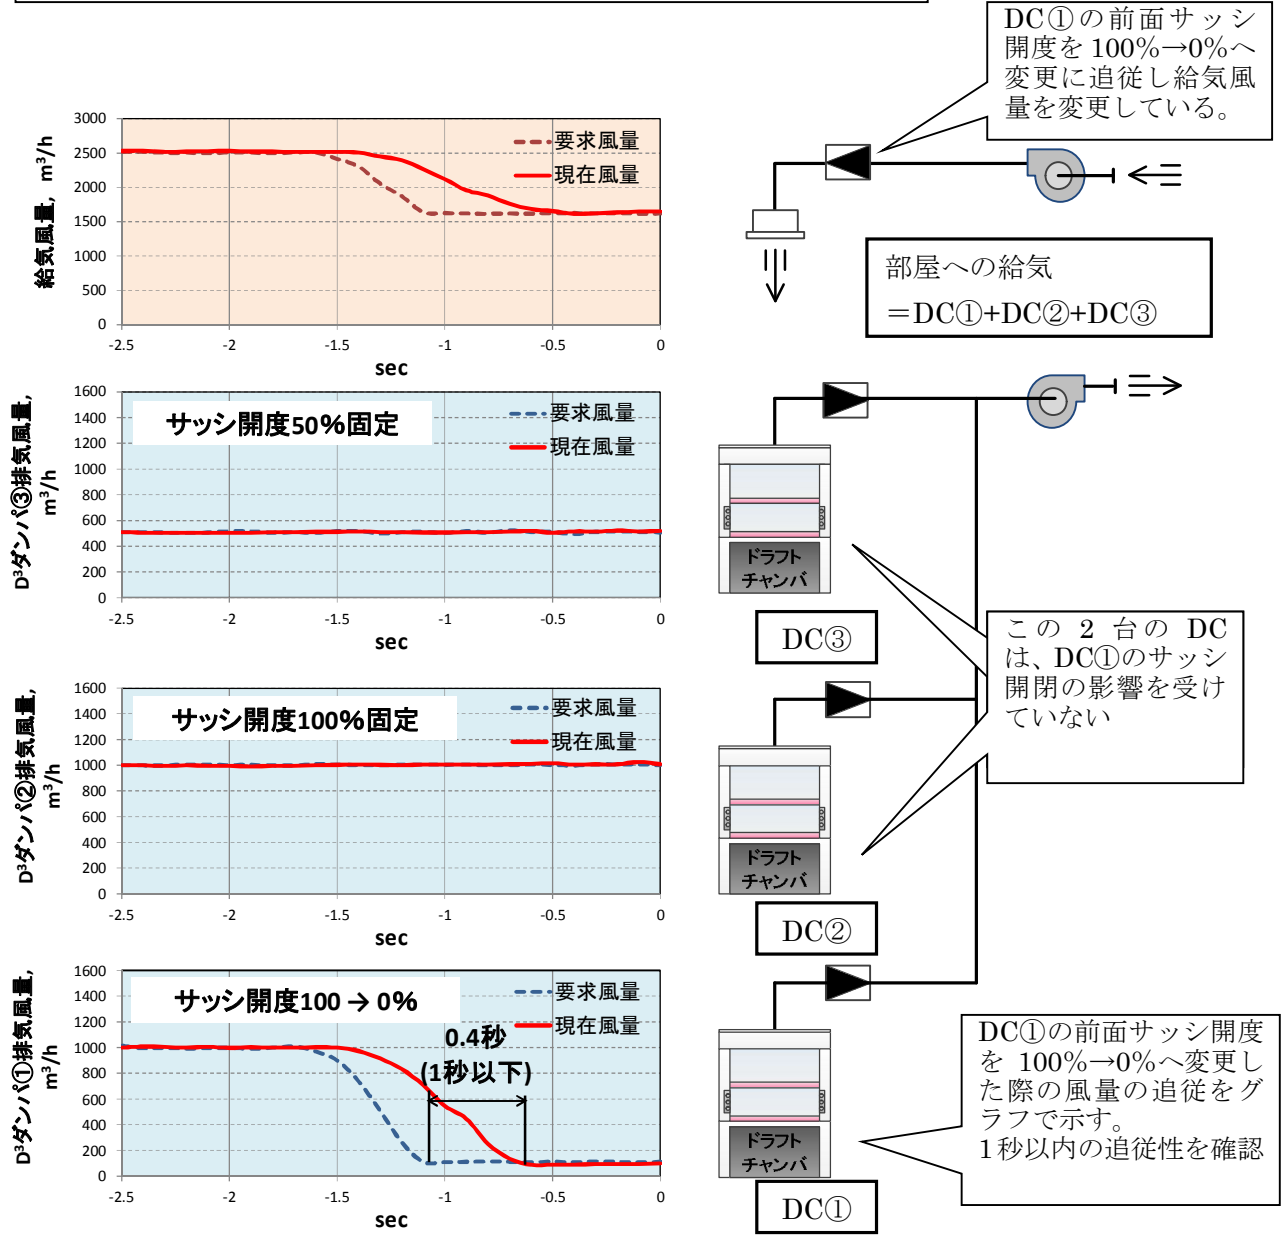 DC①の前面サッシ
開度を100%→0%へ
変更に追従し給気風
量を変更している。
給気風量, m³/h
3000
2500
2000
1500
1000
500
0
要求風量
現在風量
-2.5
-2
-1.5
-1
-0.5
0
sec
部屋への給気
=DC①+DC②+DC③
D³ダンパ③排気風量,
m³/h
1600
1400
1200
1000
800
600
400
200
0
サッシ開度50%固定
要求風量
現在風量
-2.5
-2
-1.5
-1
-0.5
0
sec
ドラフト
チャンバ
DC③
この2台のDC
は、DC①のサッシ
開閉の影響を受け
ていない
D³ダンパ②排気風量,
m³/h
1600
1400
1200
1000
800
600
400
200
0
サッシ開度100%固定
要求風量
現在風量
-2.5
-2
-1.5
-1
-0.5
0
sec
ドラフト
チャンバ
DC②
D³ダンパ①排気風量,
m³/h
1600
1400
1200
1000
800
600
400
200
0
サッシ開度100→0%
要求風量
現在風量
0.4秒
(1秒以下)
-2.5
-2
-1.5
-1
-0.5
0
sec
ドラフト
チャンバ
DC①
DC①の前面サッシ開度
を100%→0%へ変更し
た際の風量の追従をグ
ラフで示す。
1秒以内の追従性を確認